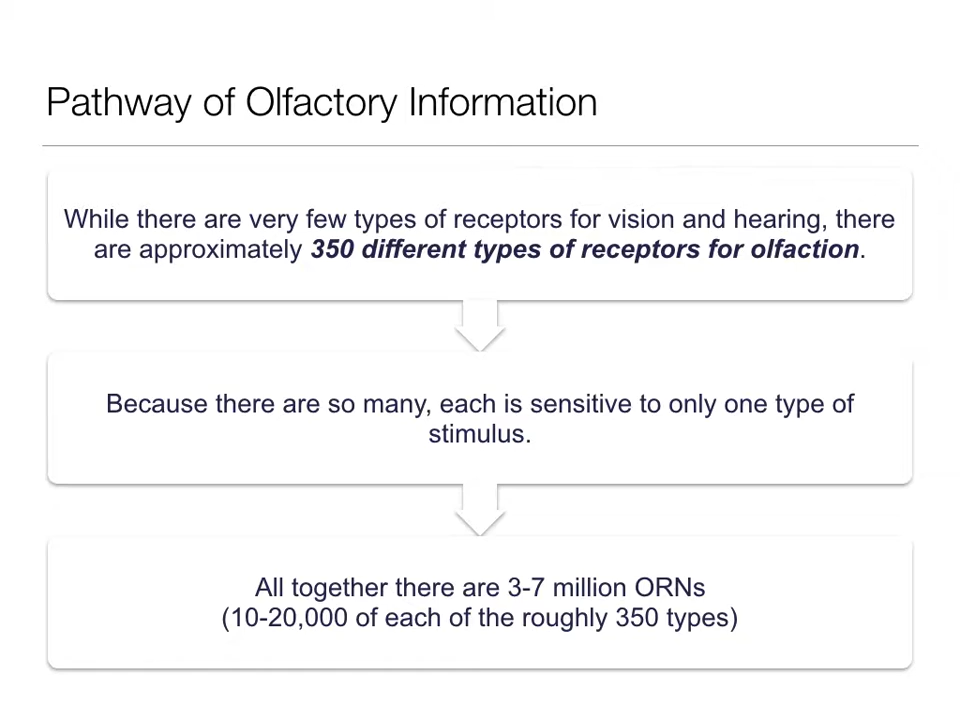 Pathway of Olfactory Information
While there are very few types of receptors for vision and hearing, there
are approximately 350 different types of receptors for olfaction.
Because there are so many, each is sensitive to only one type of
stimulus.
All together there are 3-7 million ORNs
(10-20,000 of each of the roughly 350 types)